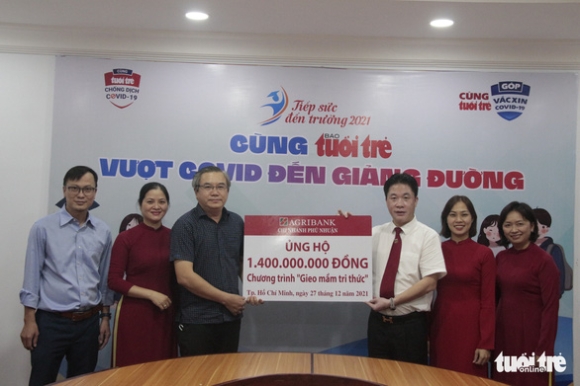 CÙNG
tuổi trẻ
CHỐNG DỊCH
COVID-19
Tiếp sức
đến trường 2021
CÙNG
tuổi trẻ
GÓP
VẮCXIN
COVID-19
CÙNG BÁO tuổi trẻ
VƯỢT COVID ĐẾN GIẢNG ĐƯỜNG
AGRIBANK
CHI NHÁNH PHÚ NHUẬN
ỦNG HỘ
1.400.000.000 ĐỒNG
Chương trình "Gieo mầm tri thức"
Tp. Hồ Chí Minh, ngày 27 tháng 12 năm 2021
tuổi trẻ
online